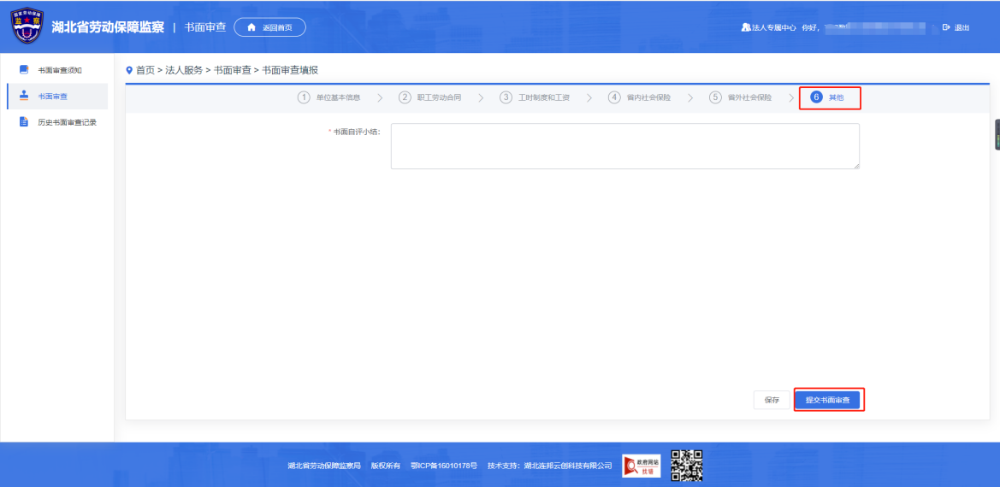 湖北省劳动保障监察 | 书面审查 返回首页 法人专属中心 你好, 退出
书面审查须知
书面审查
历史书面审查记录
首页 > 法人服务 > 书面审查 > 书面审查填报
1 单位基本信息 > 2 职工劳动合同 > 3 工时制度和工资 > 4 省内社会保险 > 5 省外社会保险 > 6 其他
* 书面自评小结:
保存 提交书面审查
湖北省劳动保障监察局 版权所有 鄂ICP备16010178号 技术支持：湖北连邦云创科技有限公司 政府网站
找错